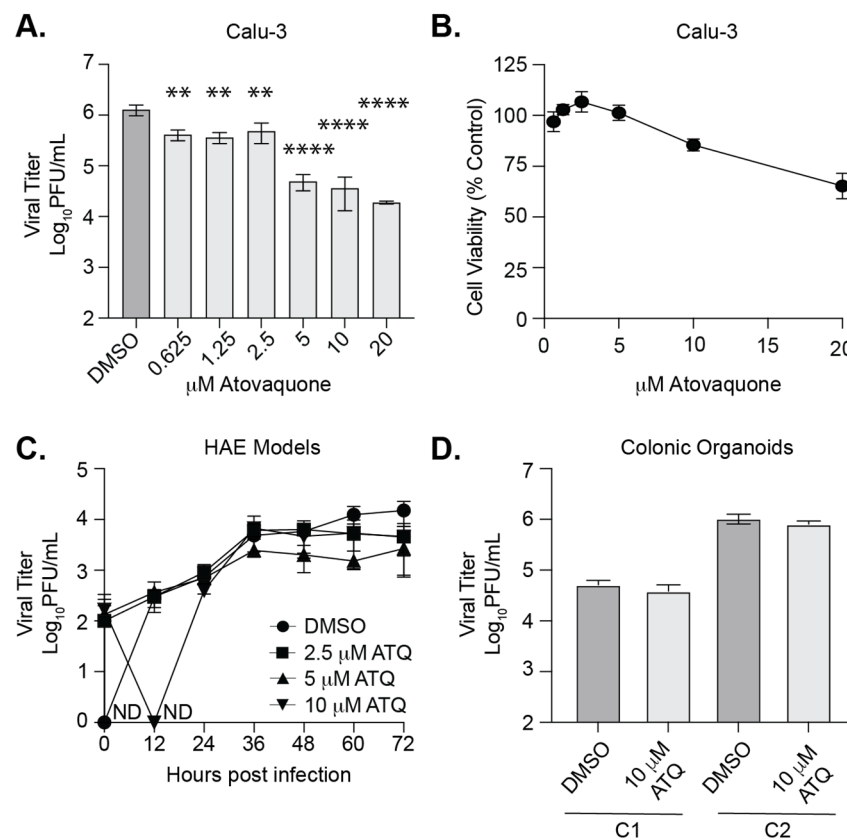 A.
Calu-3
Viral Titer
Log₁₀PFU/mL
7
6
5
4
3
2
**
**
**
****
****
****
DMSO
0.625
1.25
2.5
5
10
20
μM Atovaquone
B.
Calu-3
Cell Viability (% Control)
125
100
75
50
25
0
0
5
10
15
20
μM Atovaquone
C.
HAE Models
Viral Titer
Log₁₀PFU/mL
5
4
3
2
1
0
ND
ND
DMSO
2.5 μM ATQ
5 μM ATQ
10 μM ATQ
0
12
24
36
48
60
72
Hours post infection
D.
Colonic Organoids
Viral Titer
Log₁₀PFU/mL
7
6
5
4
3
2
DMSO
10 μM
ATQ
DMSO
10 μM
ATQ
C1
C2